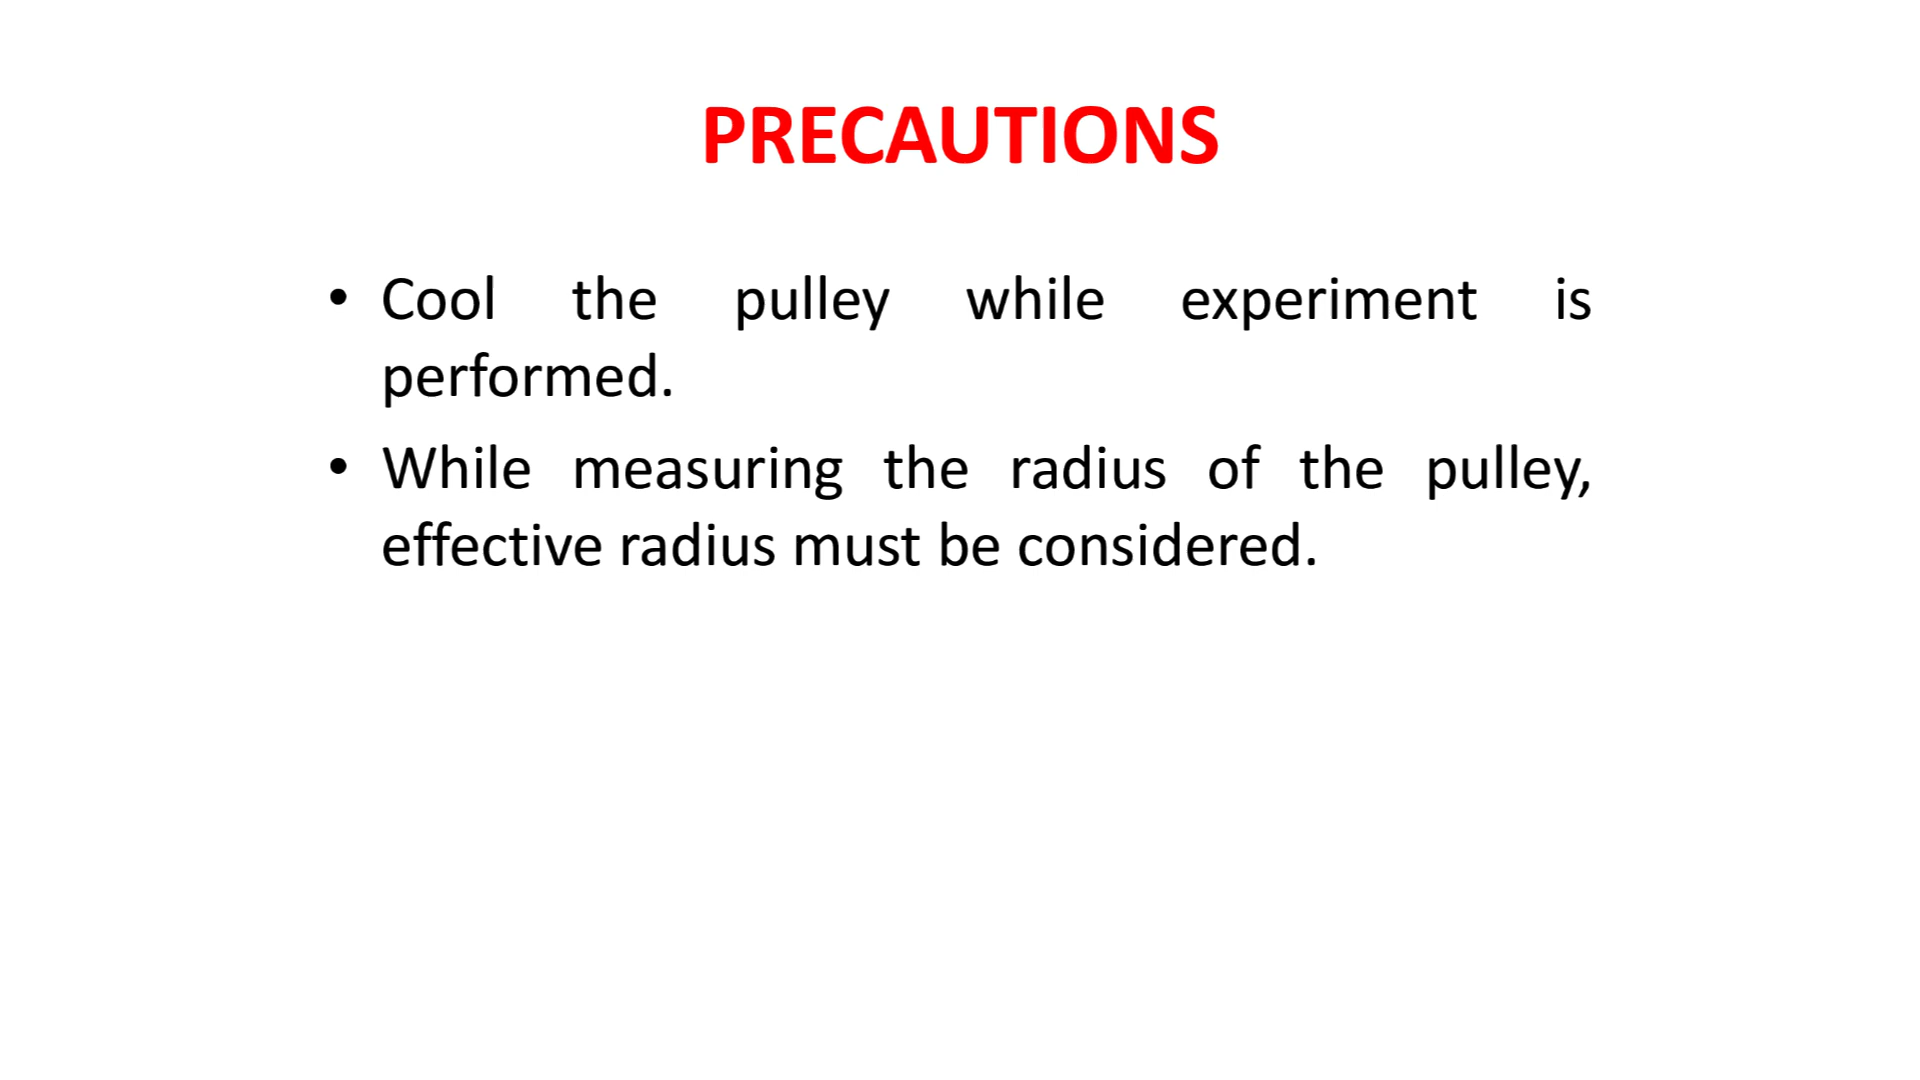 PRECAUTIONS
• Cool the pulley while experiment is
performed.
• While measuring the radius of the pulley,
effective radius must be considered.